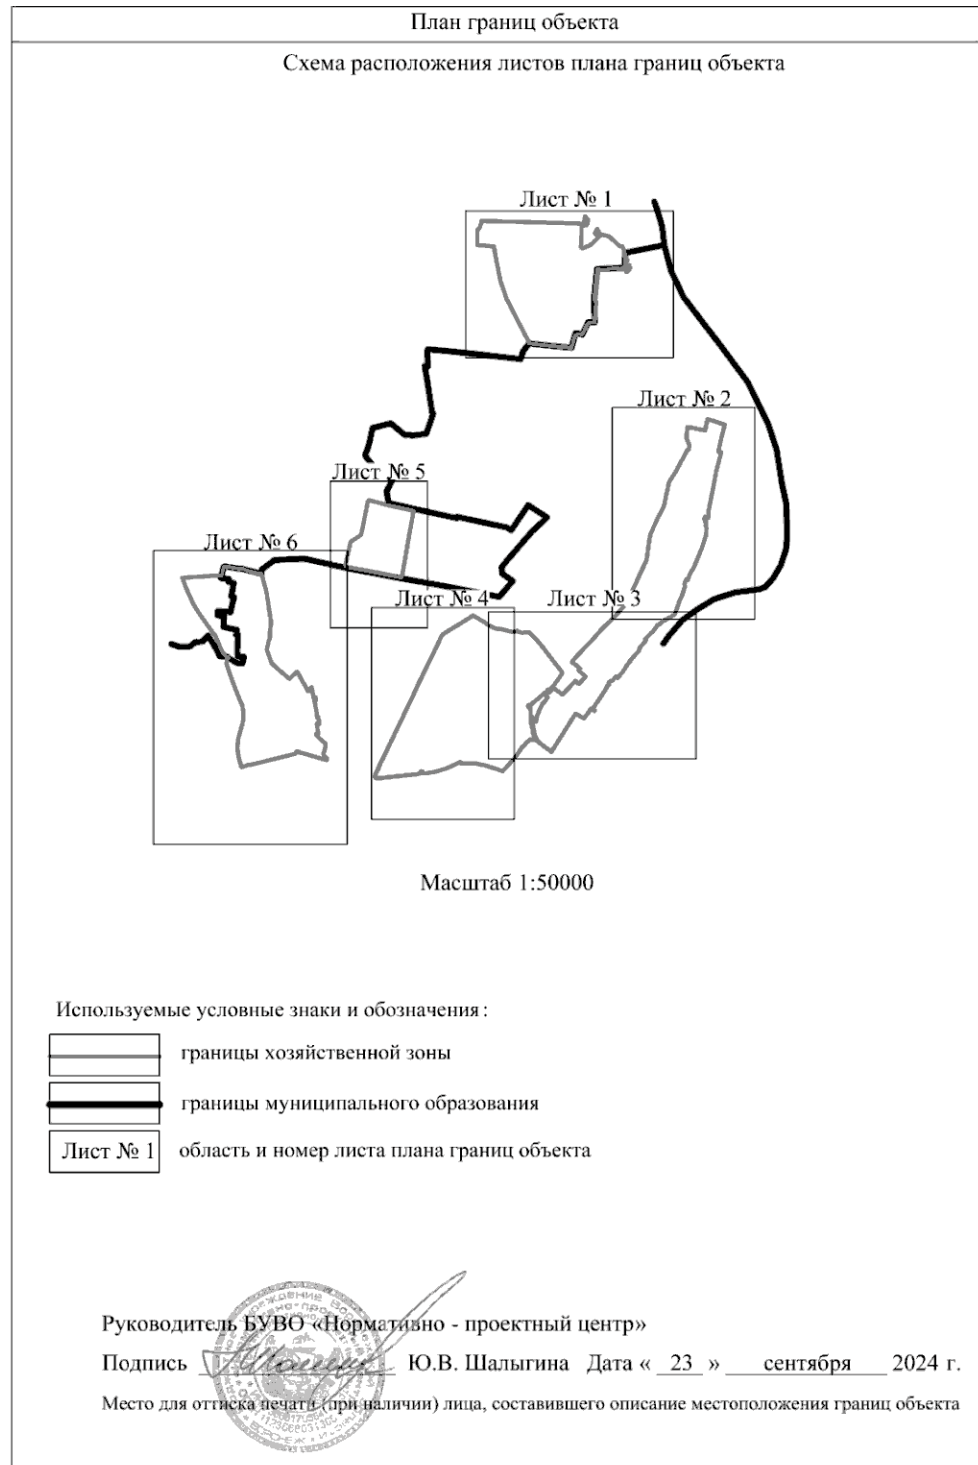 План границ объекта
Схема расположения листов плана границ объекта
Лист № 1
Лист № 2
Лист № 5
Лист № 6
Лист № 4
Лист № 3
Масштаб 1:50000
Используемые условные знаки и обозначения :
границы хозяйственной зоны
границы муниципального образования
Лист № 1 область и номер листа плана границ объекта
Руководитель БУВО «Нормативно - проектный центр»
Подпись Ю.В. Шалыгина Дата « 23 » сентября 2024 г.
Место для оттиска печати (при наличии) лица, составившего описание местоположения границ объекта